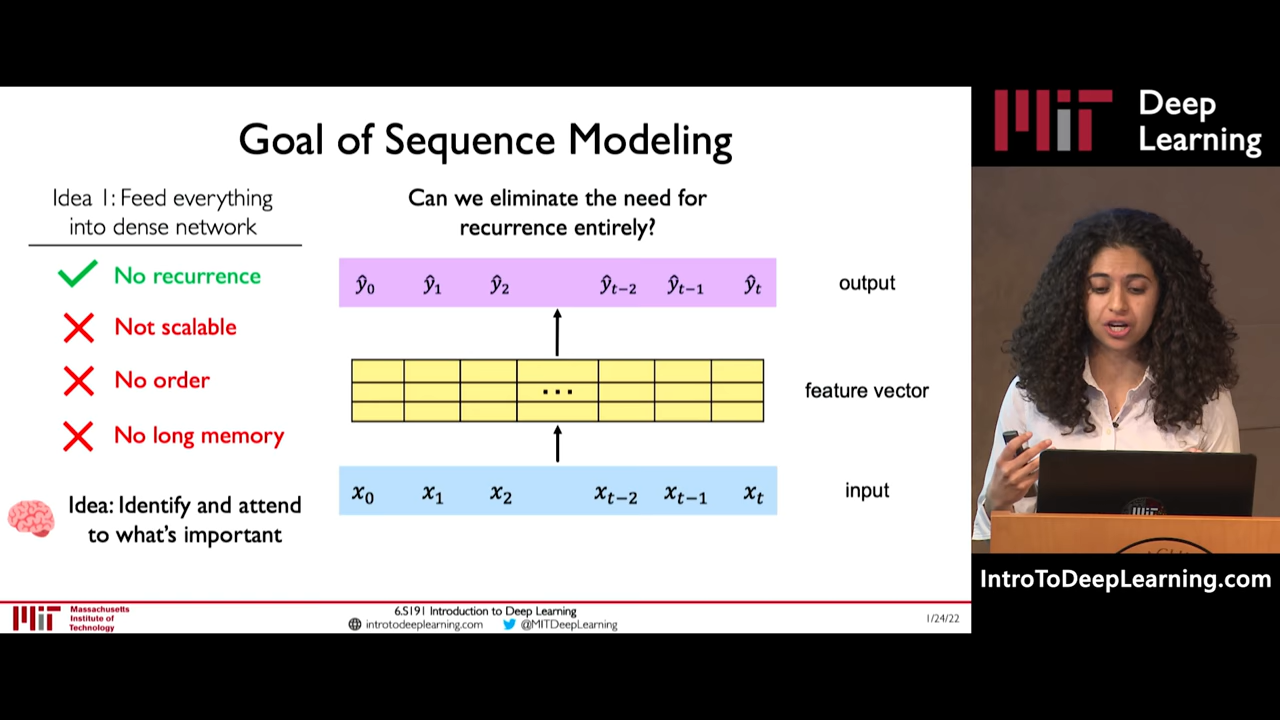 Goal of Sequence Modeling
Idea 1: Feed everything
into dense network
No recurrence
Not scalable
No order
No long memory
Idea: Identify and attend
to what's important
Can we eliminate the need for
recurrence entirely?
ŷ₀ ŷ₁ ŷ₂ ŷₜ₋₂ ŷₜ₋₁ ŷₜ
output
...
feature vector
x₀ x₁ x₂ xₜ₋₂ xₜ₋₁ xₜ
input
MIT
Massachusetts
Institute of
Technology
6.S191 Introduction to Deep Learning
introtodeeplearning.com @MITDeepLearning
1/24/22
MIT
Deep
Learning
IntroToDeepLearning.com